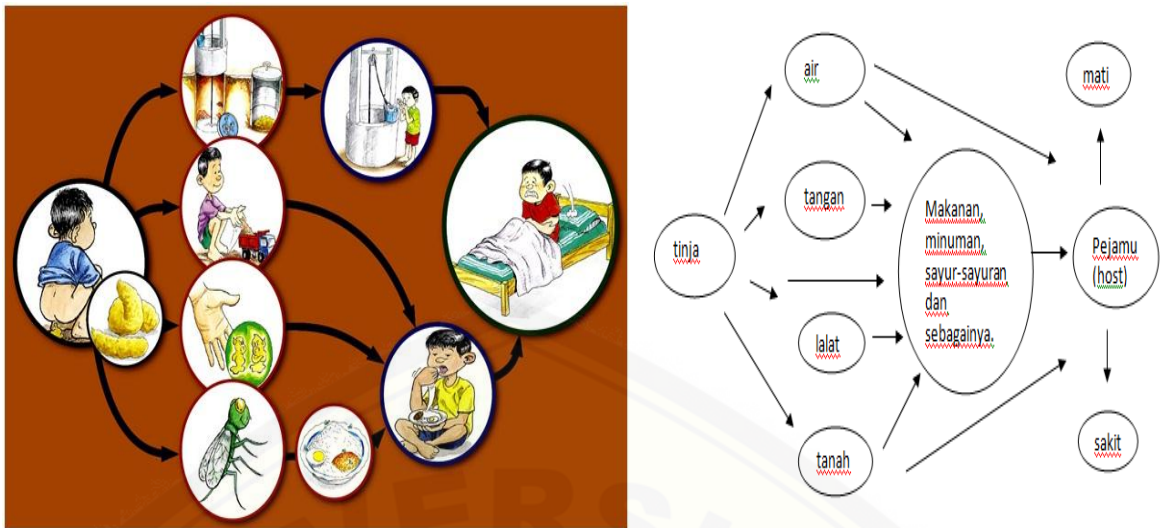 air
mati
tangan
tinja
Makanan,
minuman,
sayur-sayuran
dan
sebagainya.
Pejamu
(host)
lalat
tanah
sakit